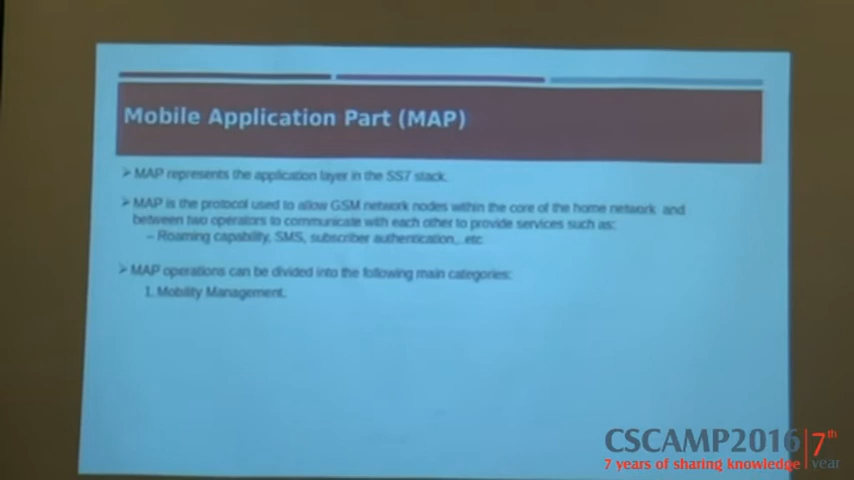 Mobile Application Part (MAP)
➢ MAP represents the application layer in the SS7 stack.
➢ MAP is the protocol used to allow GSM network nodes within the core of the home network and
between two operators to communicate with each other to provide services such as:
– Roaming capability, SMS, subscriber authentication,..etc
➢ MAP operations can be divided into the following main categories:
1. Mobility Management.
CSCAMP2016 7th
7 years of sharing knowledge year